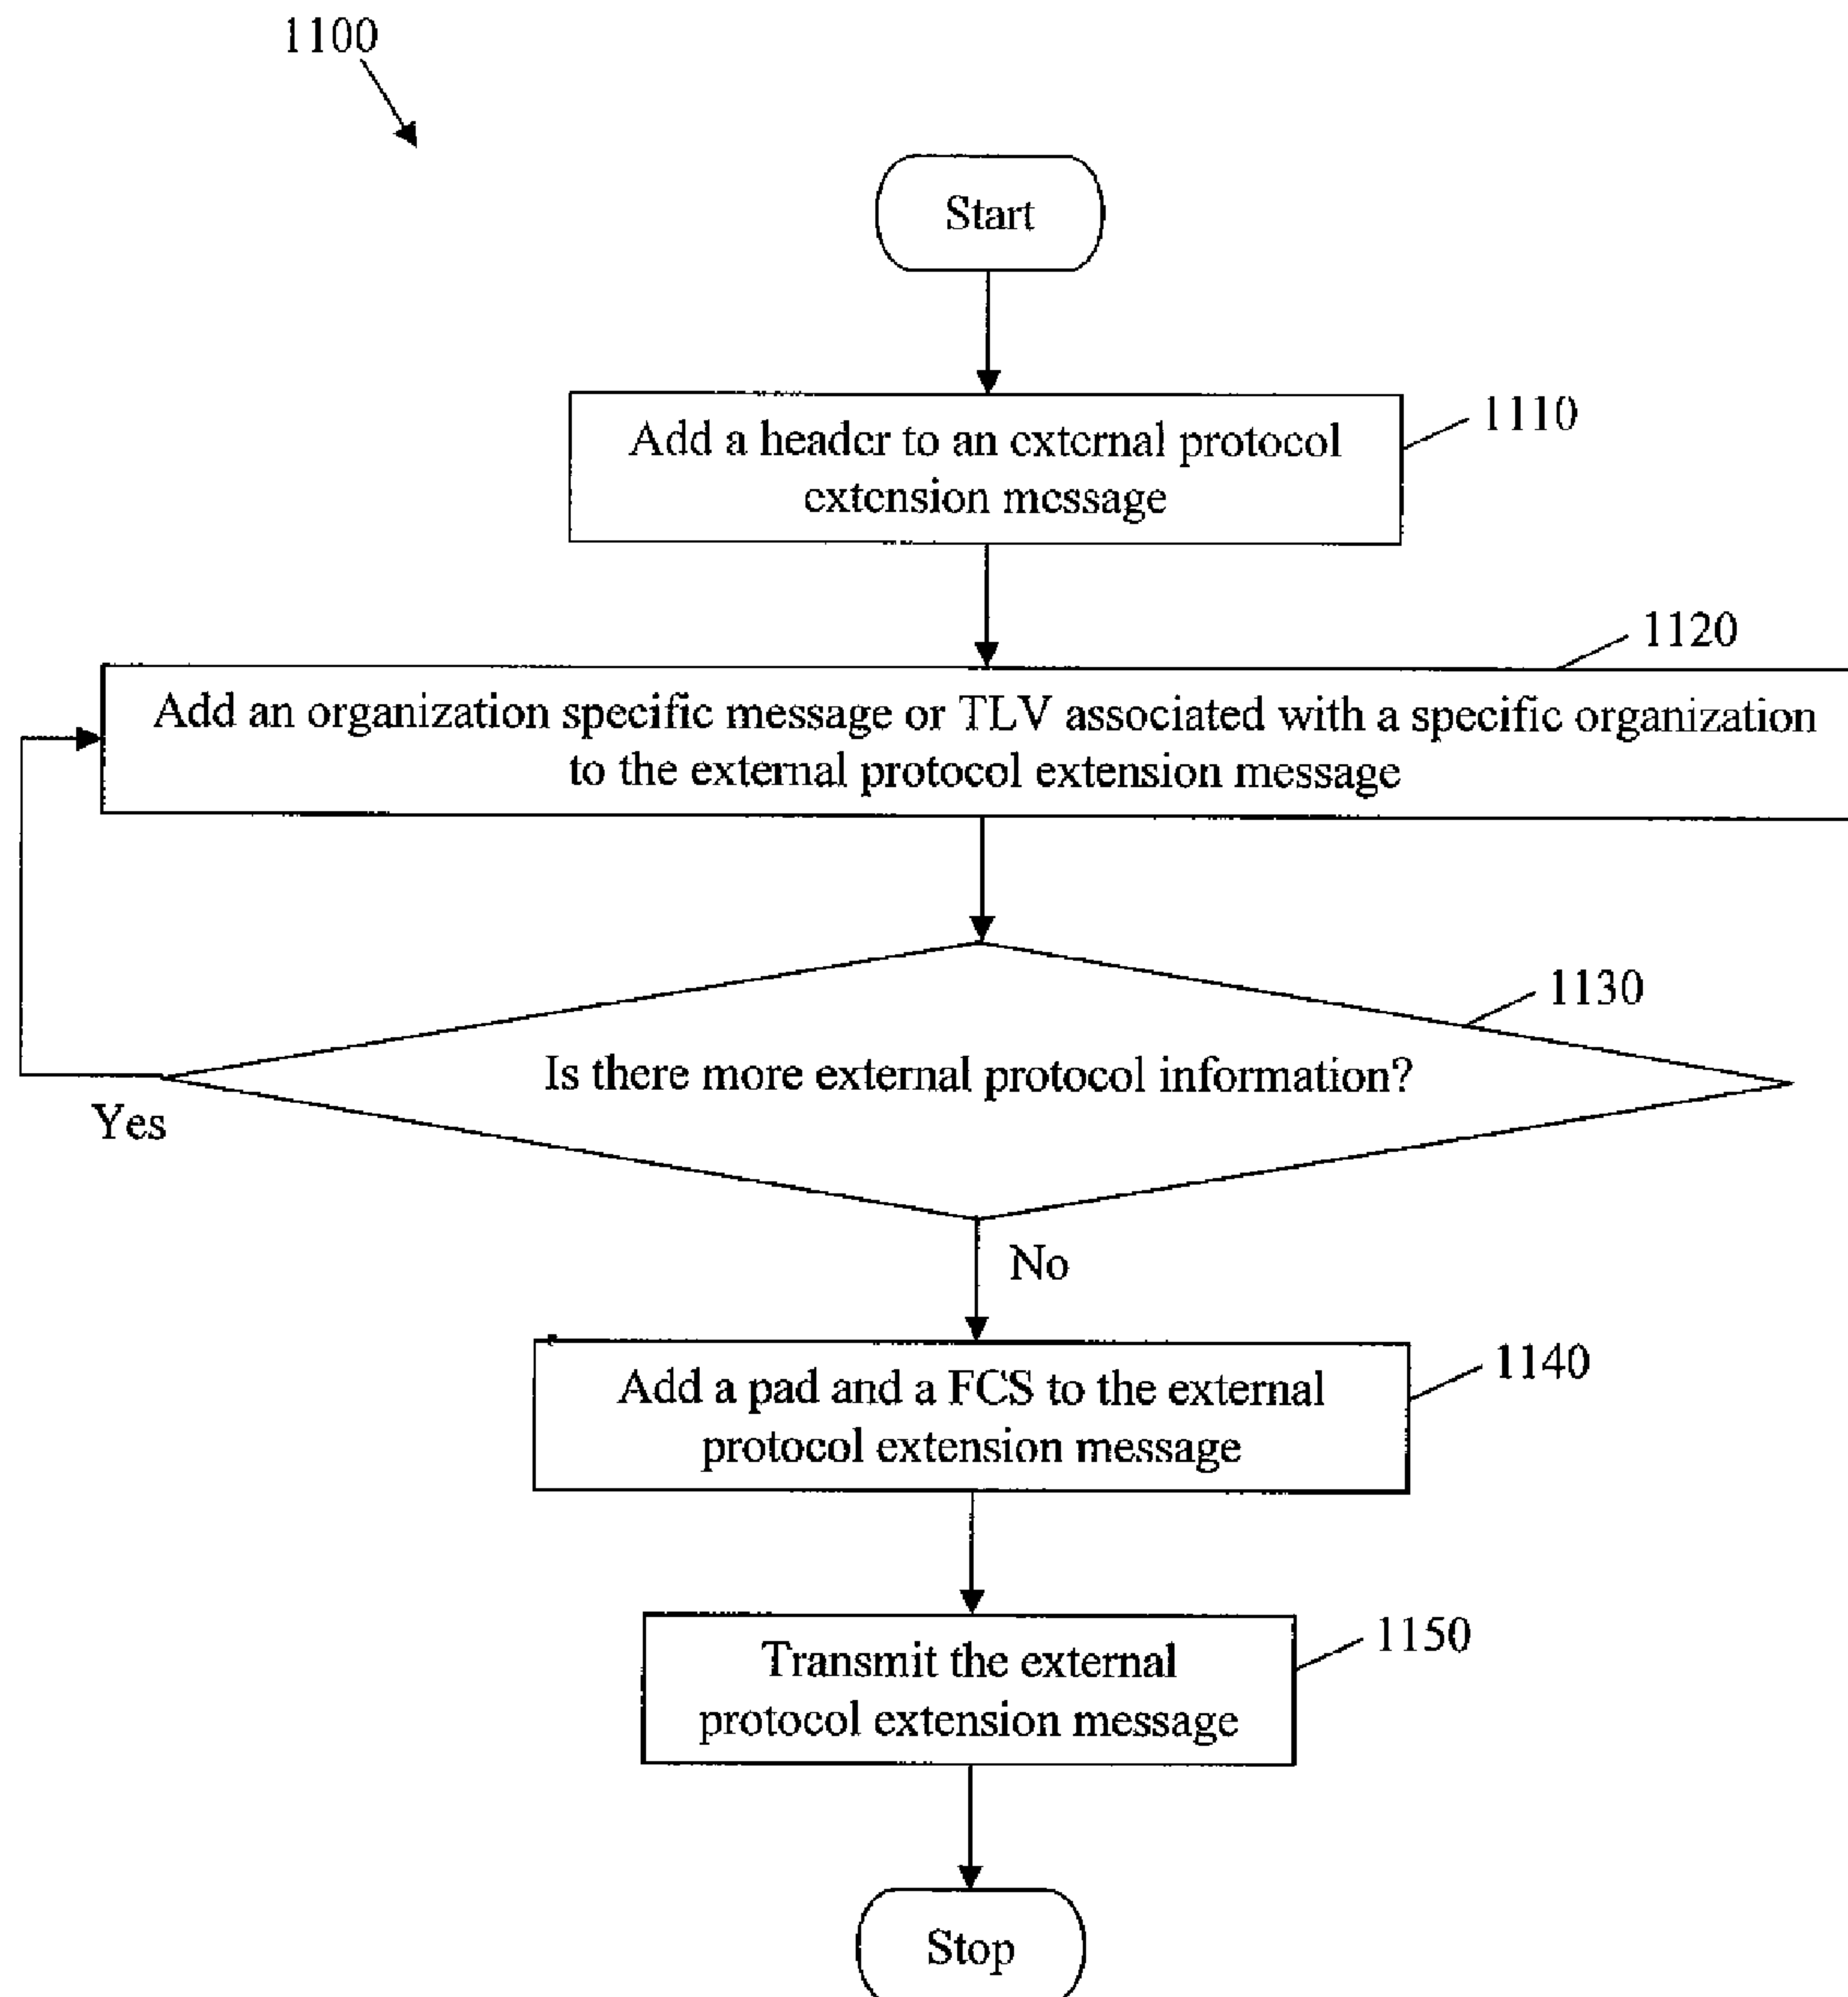 1100
Start
Add a header to an external protocol
extension message
1110
1120
Add an organization specific message or TLV associated with a specific organization
to the external protocol extension message
1130
Is there more external protocol information?
Yes
No
Add a pad and a FCS to the external
protocol extension message
1140
Transmit the external
protocol extension message
1150
Stop